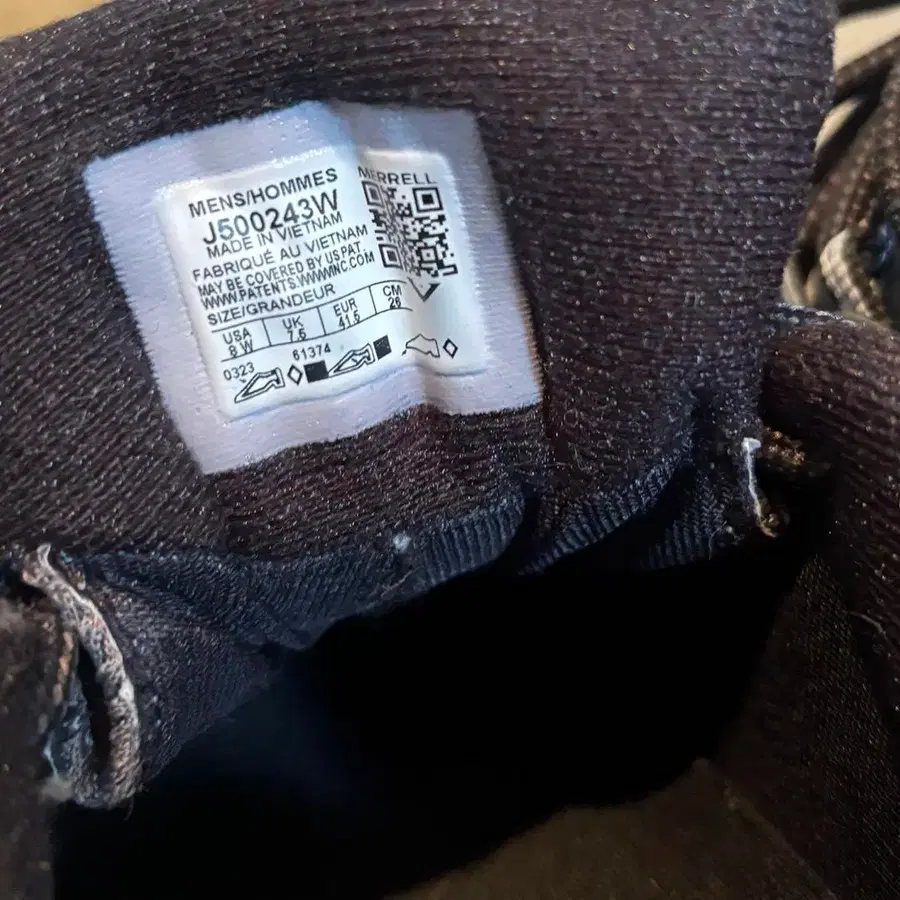 MENS/HOMMES
MERRELL
J500243W
MADE IN VIETNAM
FABRIQUÉ AU VIETNAM
MAY BE COVERED BY US PAT.
WWW.PATENTS.WWWINC.COM
SIZE/GRANDEUR
USA UK EUR CM
8 W 7.5 41.5 26
0323 61374